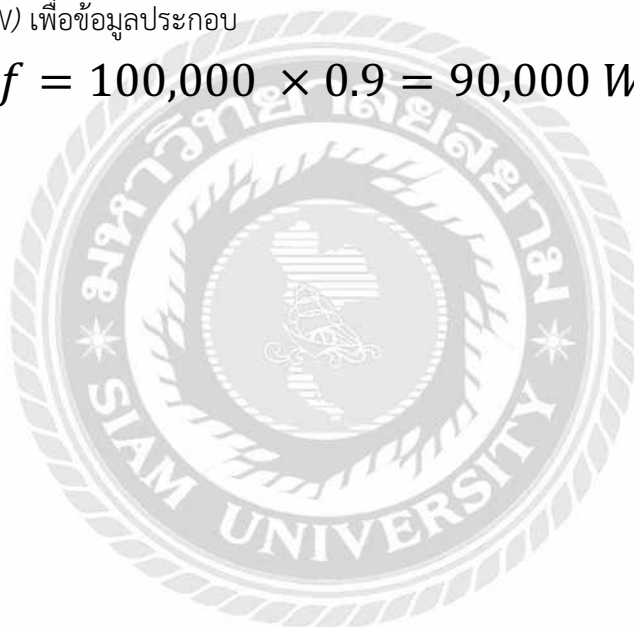 W) เพื่อข้อมูลประกอบ
f = 100,000 × 0.9 = 90,000 W
มหาวิทยาลัยสยาม
SIAM UNIVERSITY